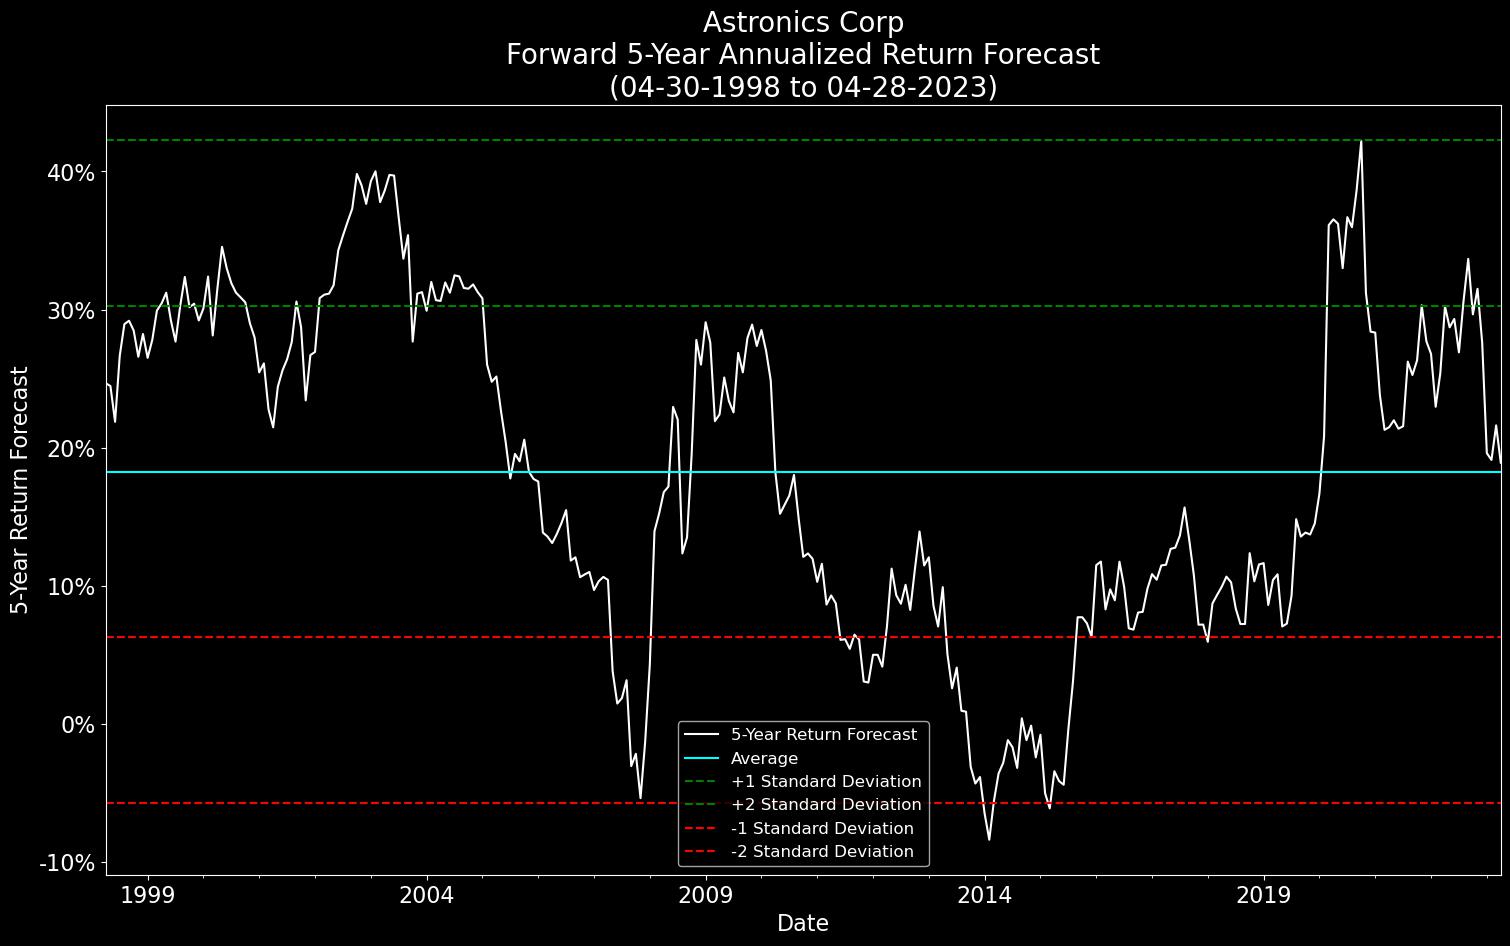 Astronics Corp
Forward 5-Year Annualized Return Forecast
(04-30-1998 to 04-28-2023)
5-Year Return Forecast
40%
30%
20%
10%
0%
-10%
5-Year Return Forecast
Average
+1 Standard Deviation
+2 Standard Deviation
-1 Standard Deviation
-2 Standard Deviation
1999 2004 2009 2014 2019
Date